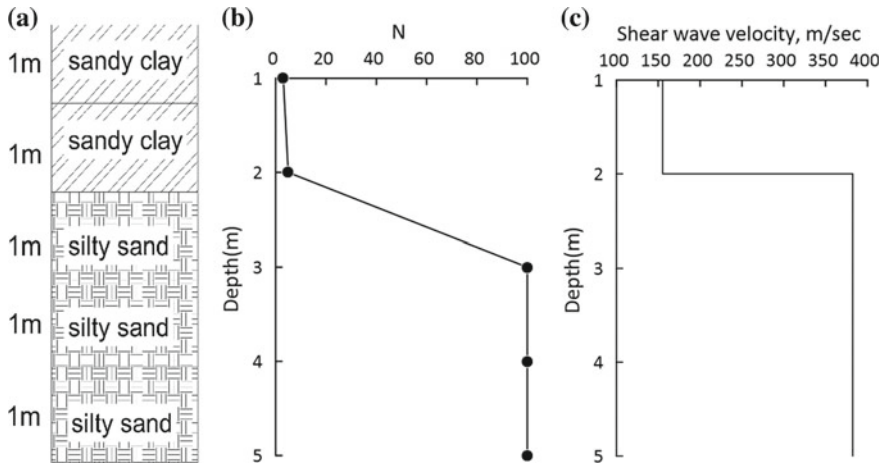 (a)
1m
sandy clay
1m
sandy clay
1m
silty sand
1m
silty sand
1m
silty sand
(b)
N
0 20 40 60 80 100
1
2
3
4
5
Depth(m)
(c)
Shear wave velocity, m/sec
100 150 200 250 300 350 400
1
2
3
4
5
Depth(m)